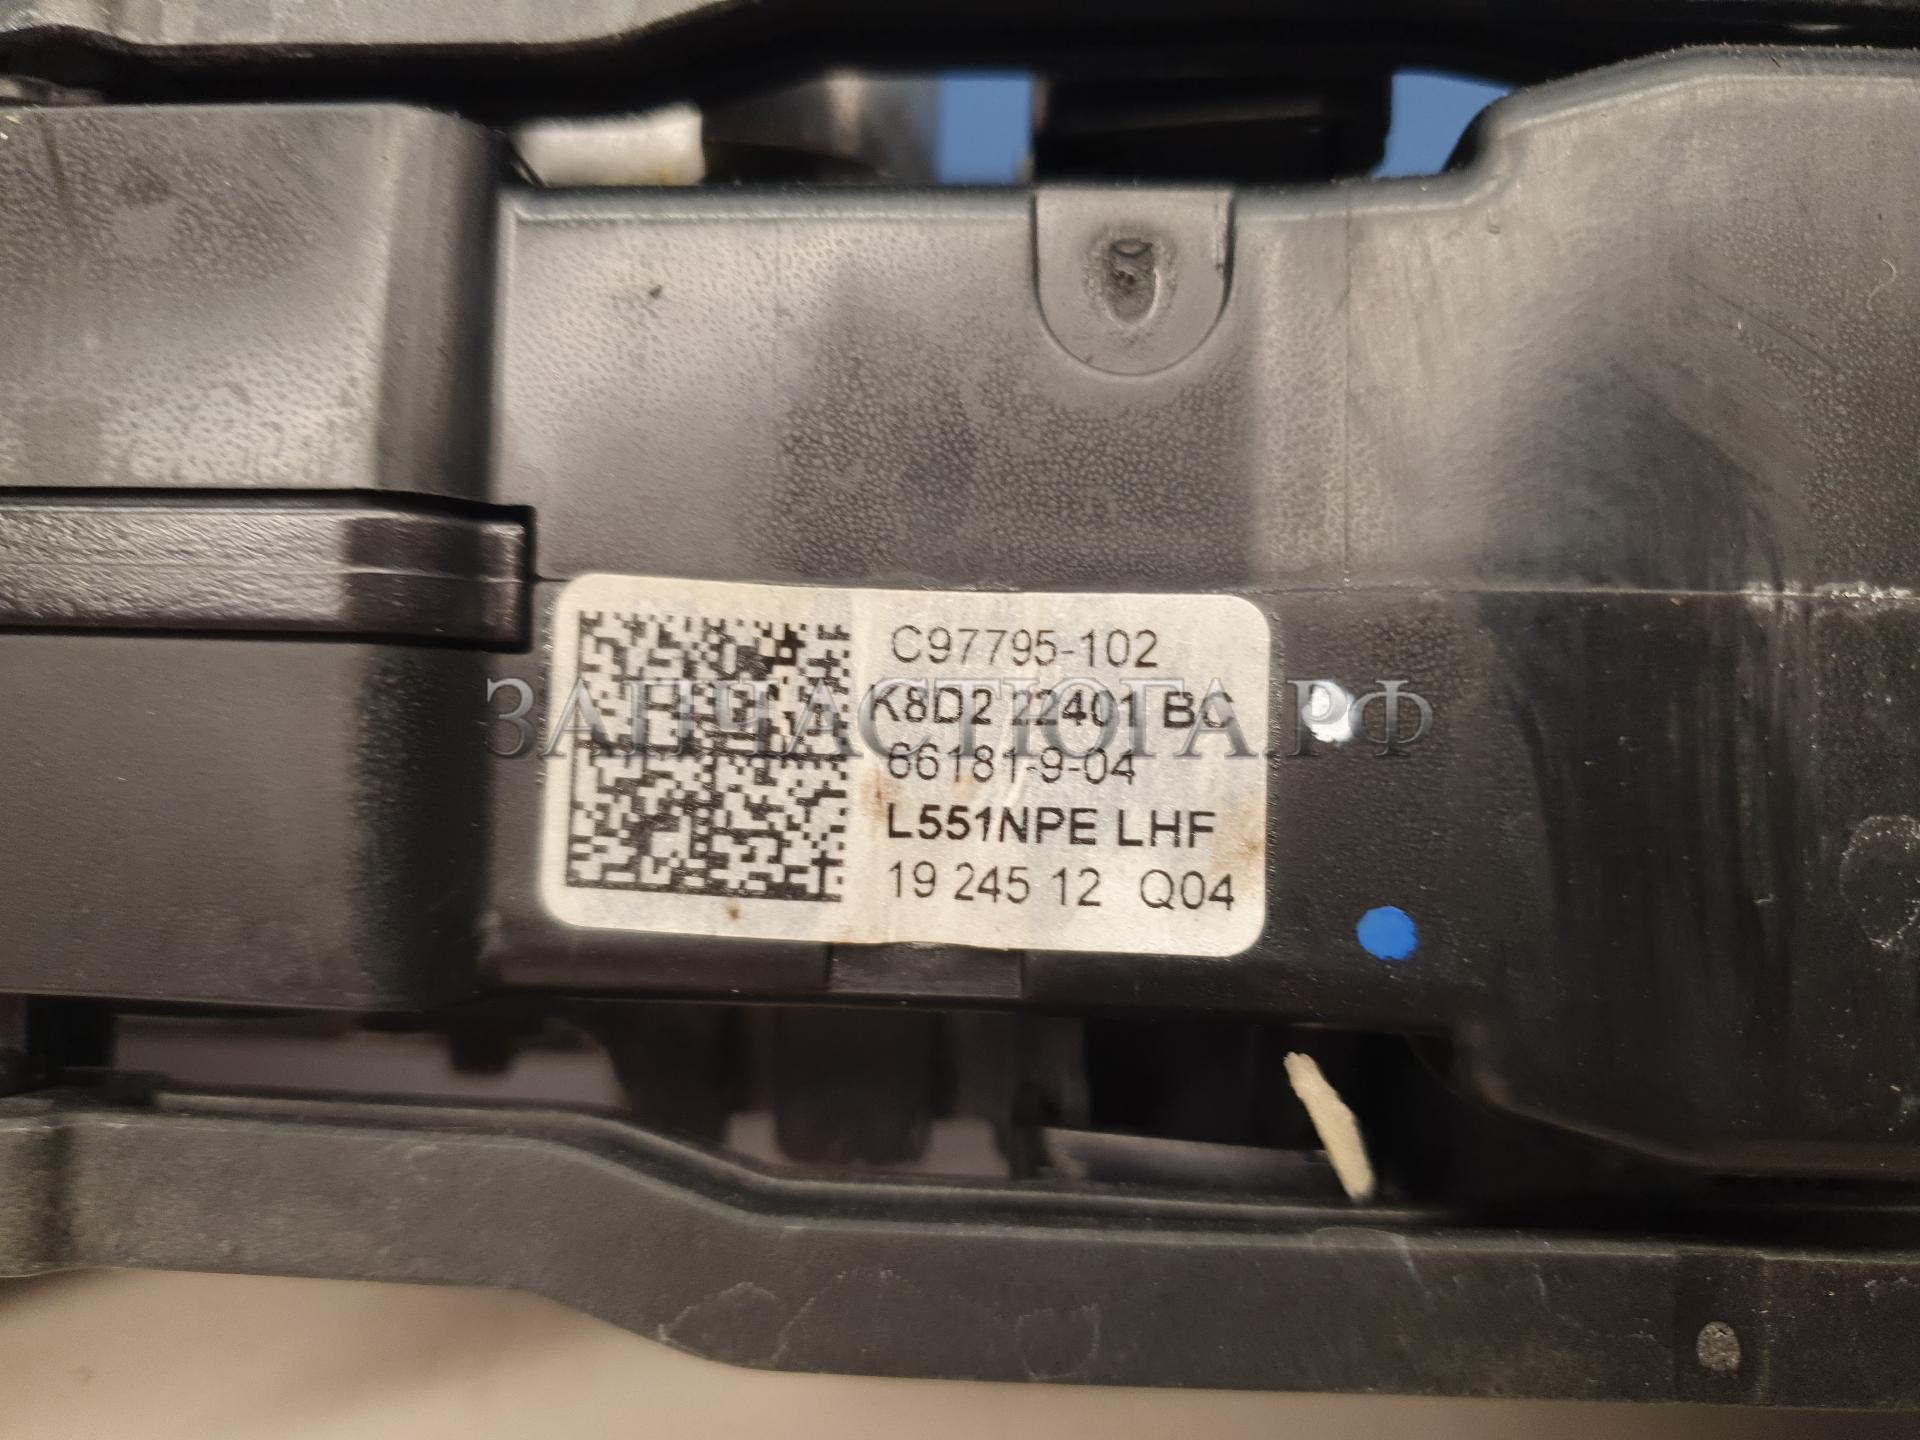 C97795-102
K8D2 22401 BC
ЗАПЧАСТЮГА.РФ
66181-9-04
L551NPE LHF
19 245 12 Q04